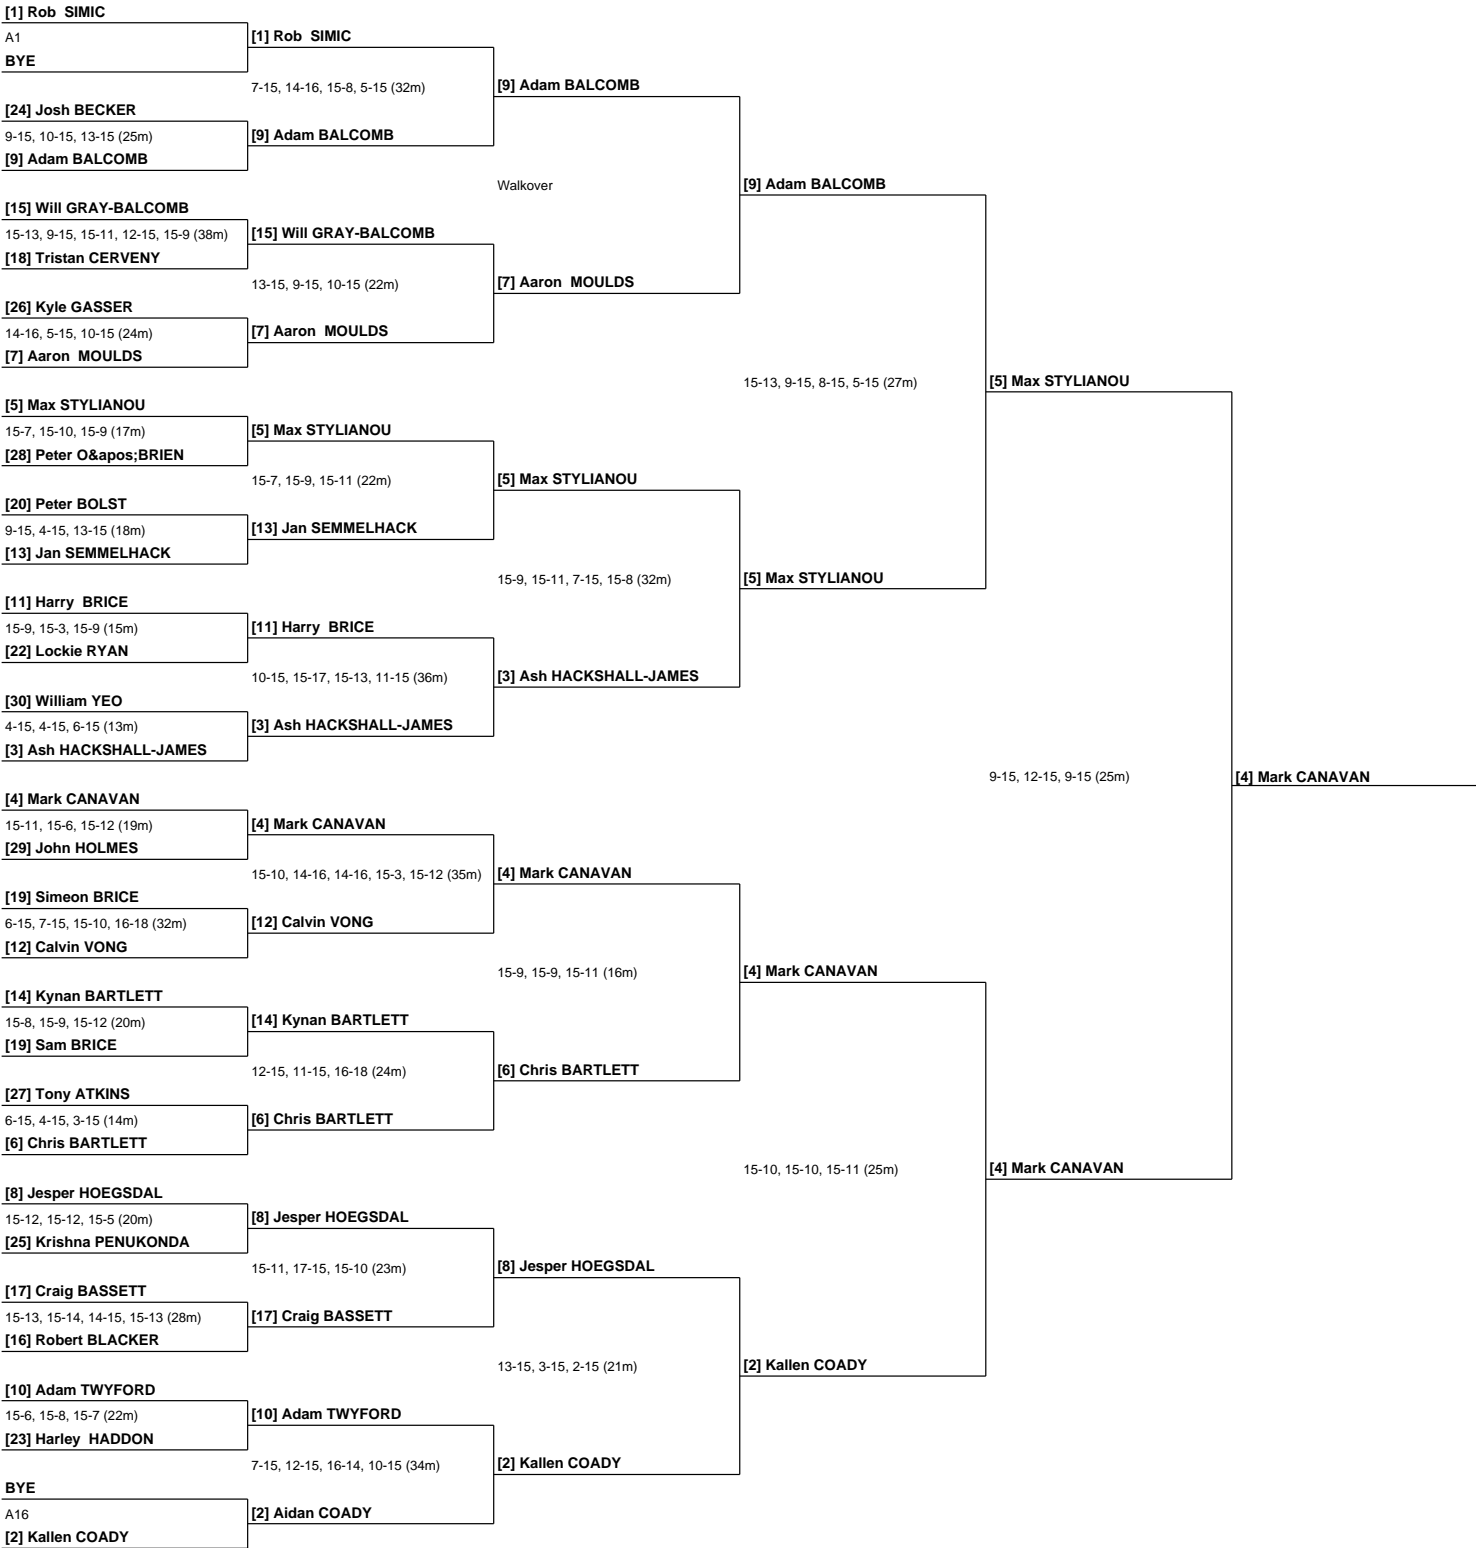 [1] Rob  SIMIC
A1
BYE
[24] Josh BECKER
9-15, 10-15, 13-15 (25m)
[9] Adam BALCOMB
[15] Will GRAY-BALCOMB
15-13, 9-15, 15-11, 12-15, 15-9 (38m)
[18] Tristan CERVENY
[26] Kyle GASSER
14-16, 5-15, 10-15 (24m)
[7] Aaron  MOULDS
[5] Max STYLIANOU
15-7, 15-10, 15-9 (17m)
[28] Peter O&apos;BRIEN
[20] Peter BOLST
9-15, 4-15, 13-15 (18m)
[13] Jan SEMMELHACK
[11] Harry  BRICE
15-9, 15-3, 15-9 (15m)
[22] Lockie RYAN
[30] William YEO
4-15, 4-15, 6-15 (13m)
[3] Ash HACKSHALL-JAMES
[4] Mark CANAVAN
15-11, 15-6, 15-12 (19m)
[29] John HOLMES
[19] Simeon BRICE
6-15, 7-15, 15-10, 16-18 (32m)
[12] Calvin VONG
[14] Kynan BARTLETT
15-8, 15-9, 15-12 (20m)
[19] Sam BRICE
[27] Tony ATKINS
6-15, 4-15, 3-15 (14m)
[6] Chris BARTLETT
[8] Jesper HOEGSDAL
15-12, 15-12, 15-5 (20m)
[25] Krishna PENUKONDA
[17] Craig BASSETT
15-13, 15-14, 14-15, 15-13 (28m)
[16] Robert BLACKER
[10] Adam TWYFORD
15-6, 15-8, 15-7 (22m)
[23] Harley  HADDON
BYE
A16
[2] Kallen COADY
[1] Rob  SIMIC
7-15, 14-16, 15-8, 5-15 (32m)
[9] Adam BALCOMB
[15] Will GRAY-BALCOMB
13-15, 9-15, 10-15 (22m)
[7] Aaron  MOULDS
[5] Max STYLIANOU
15-7, 15-9, 15-11 (22m)
[13] Jan SEMMELHACK
[11] Harry  BRICE
10-15, 15-17, 15-13, 11-15 (36m)
[3] Ash HACKSHALL-JAMES
[4] Mark CANAVAN
15-10, 14-16, 14-16, 15-3, 15-12 (35m)
[12] Calvin VONG
[14] Kynan BARTLETT
12-15, 11-15, 16-18 (24m)
[6] Chris BARTLETT
[8] Jesper HOEGSDAL
15-11, 17-15, 15-10 (23m)
[17] Craig BASSETT
[10] Adam TWYFORD
7-15, 12-15, 16-14, 10-15 (34m)
[2] Aidan COADY
[9] Adam BALCOMB
Walkover
[7] Aaron  MOULDS
[5] Max STYLIANOU
15-9, 15-11, 7-15, 15-8 (32m)
[3] Ash HACKSHALL-JAMES
[4] Mark CANAVAN
15-9, 15-9, 15-11 (16m)
[6] Chris BARTLETT
[8] Jesper HOEGSDAL
13-15, 3-15, 2-15 (21m)
[2] Kallen COADY
[9] Adam BALCOMB
15-13, 9-15, 8-15, 5-15 (27m)
[5] Max STYLIANOU
[4] Mark CANAVAN
15-10, 15-10, 15-11 (25m)
[2] Kallen COADY
[5] Max STYLIANOU
9-15, 12-15, 9-15 (25m)
[4] Mark CANAVAN
[4] Mark CANAVAN